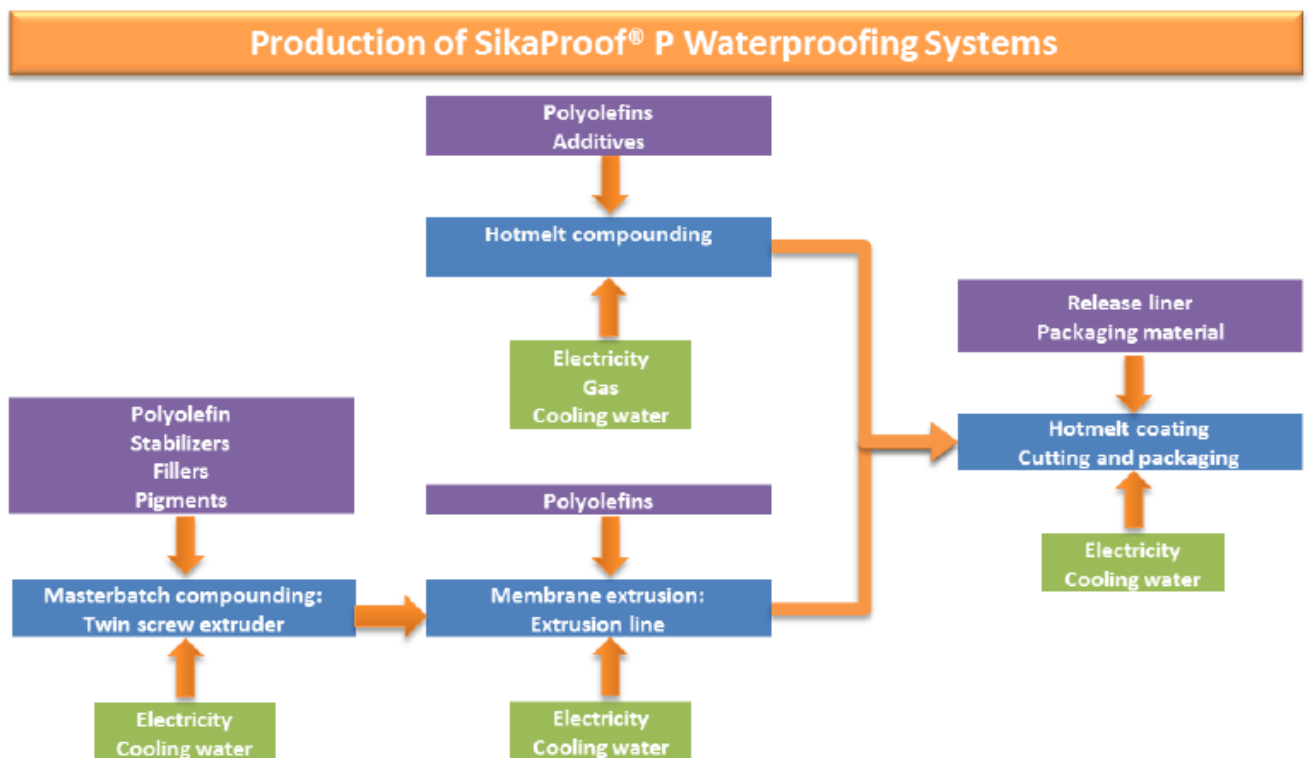 Production of SikaProof® P Waterproofing Systems
Polyolefins
Additives
Hotmelt compounding
Electricity
Gas
Cooling water
Release liner
Packaging material
Hotmelt coating
Cutting and packaging
Electricity
Cooling water
Polyolefin
Stabilizers
Fillers
Pigments
Masterbatch compounding:
Twin screw extruder
Electricity
Cooling water
Polyolefins
Membrane extrusion:
Extrusion line
Electricity
Cooling water